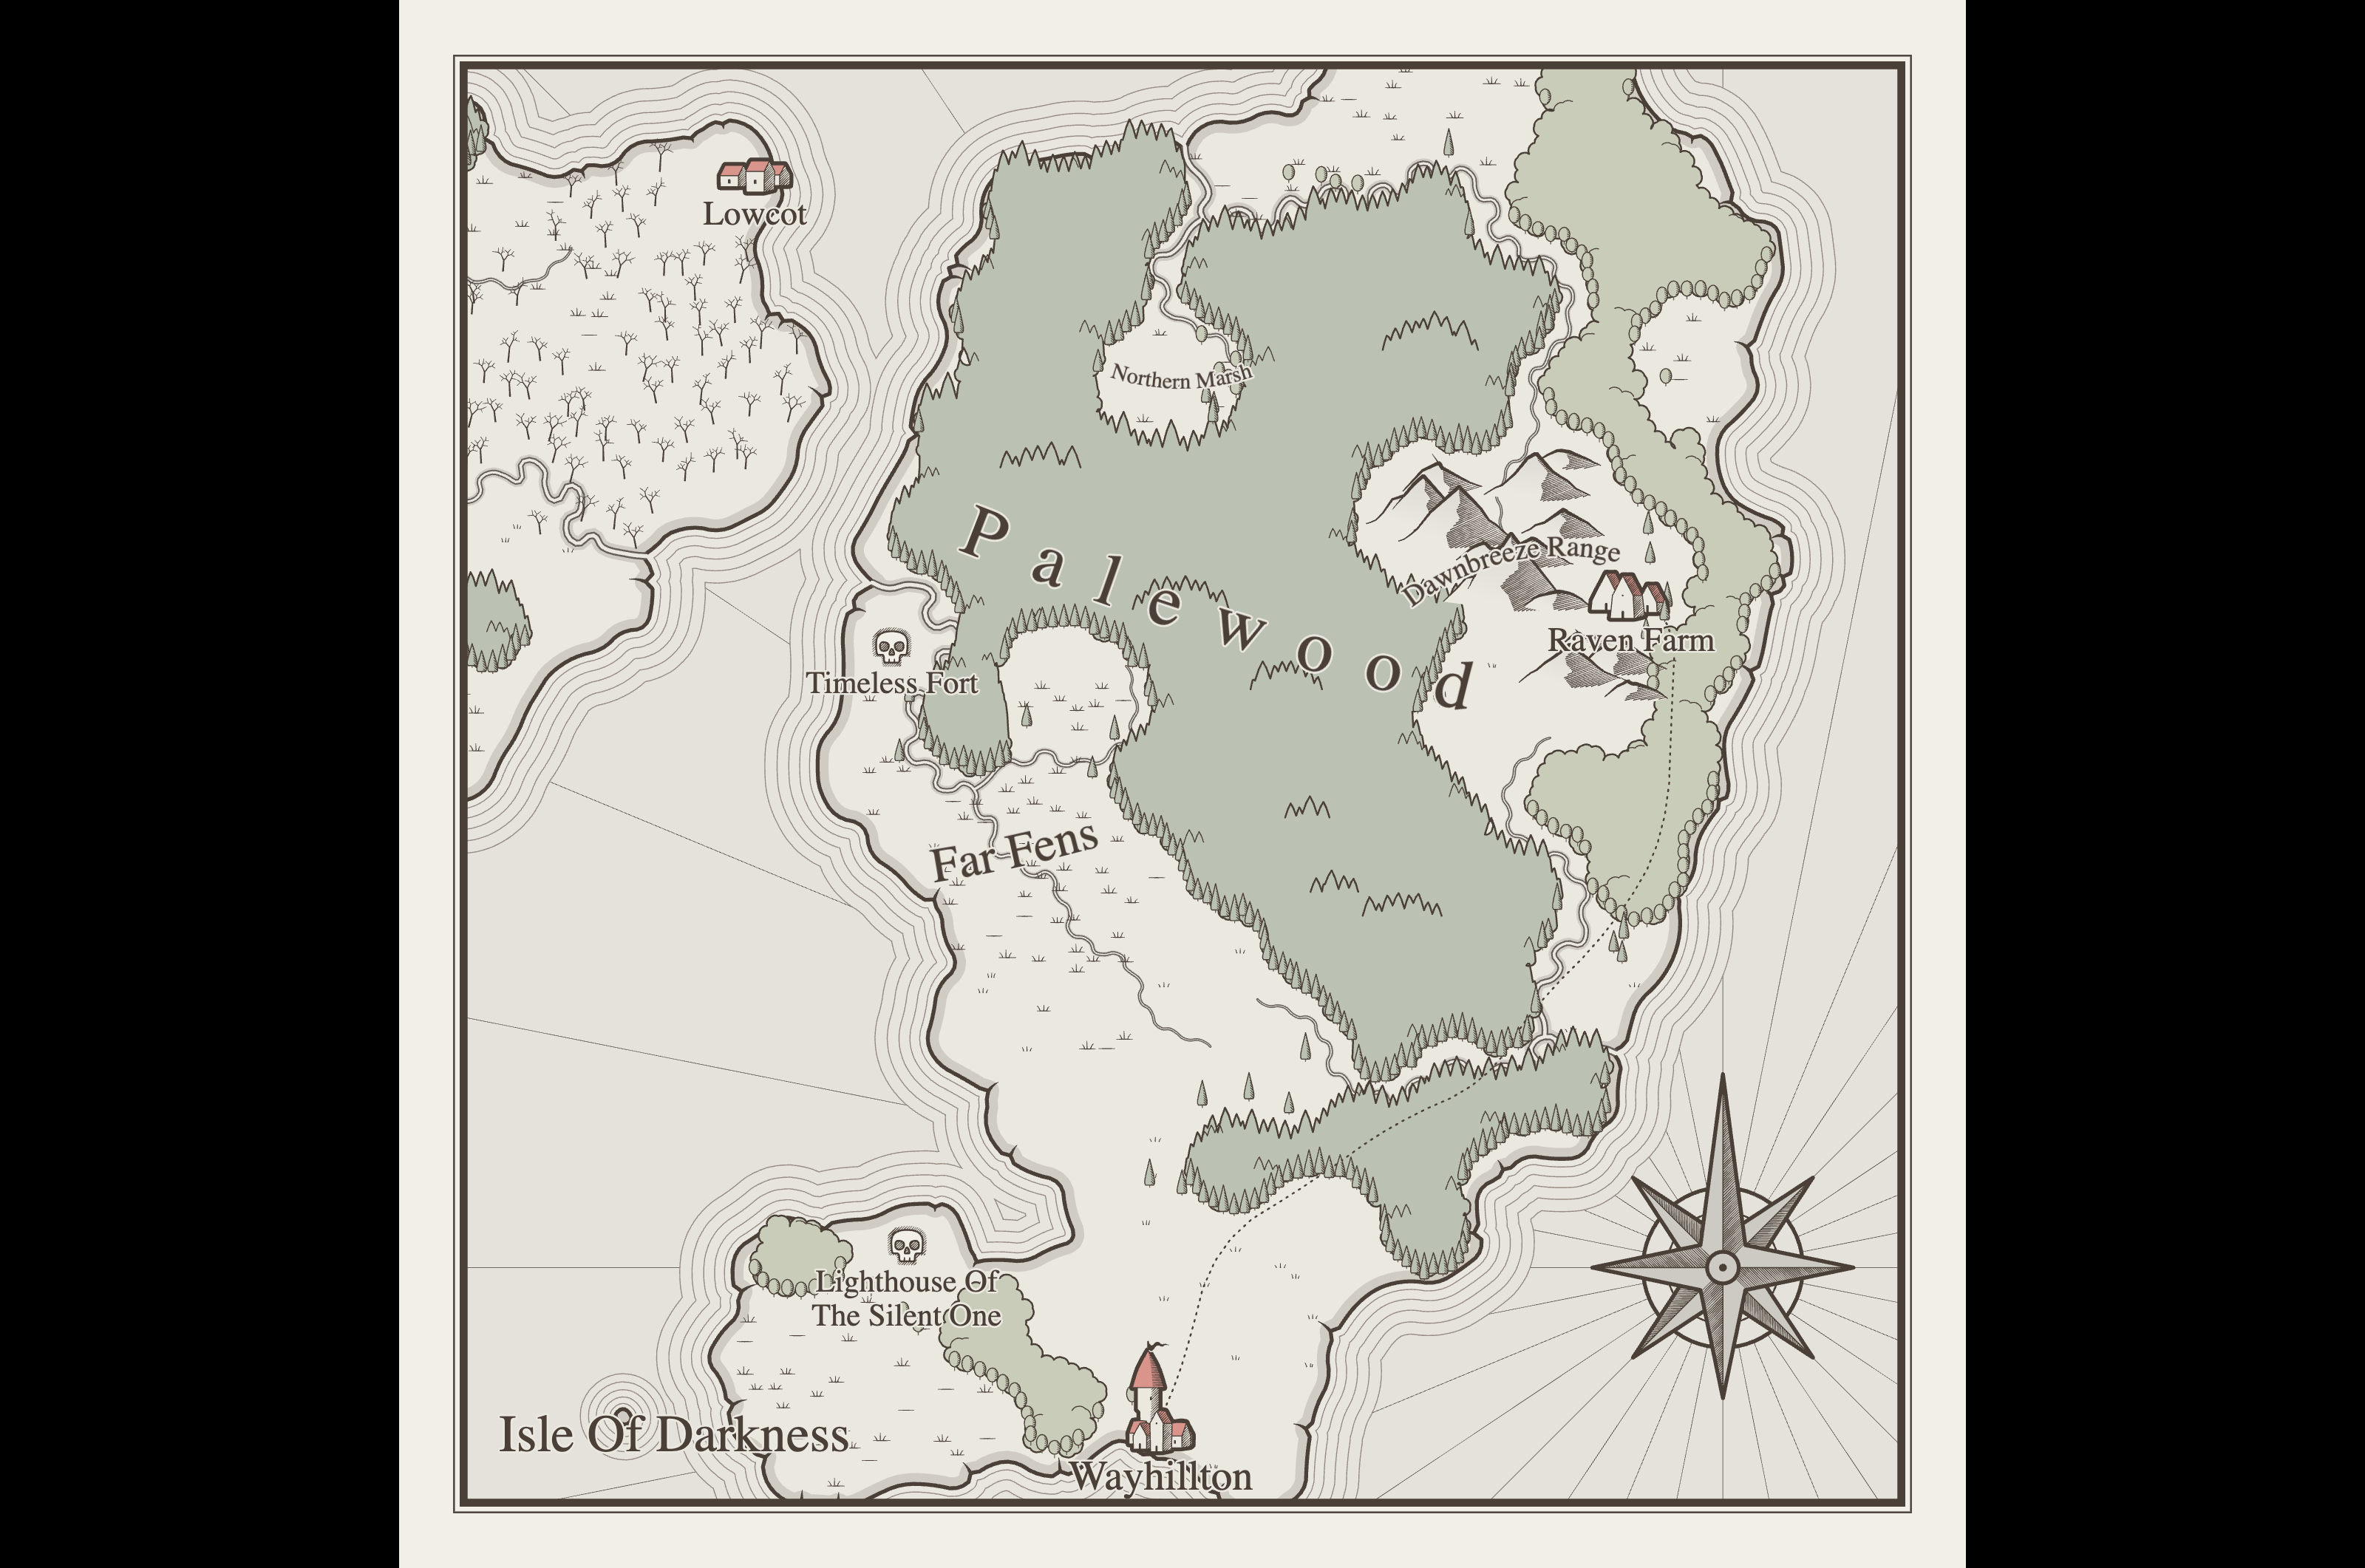 Lowcot
Northern Marsh
Palewood
Dawnbreeze Range
Raven Farm
Timeless Fort
Far Fens
Lighthouse Of
The Silent One
Isle Of Darkness
Wayhillton